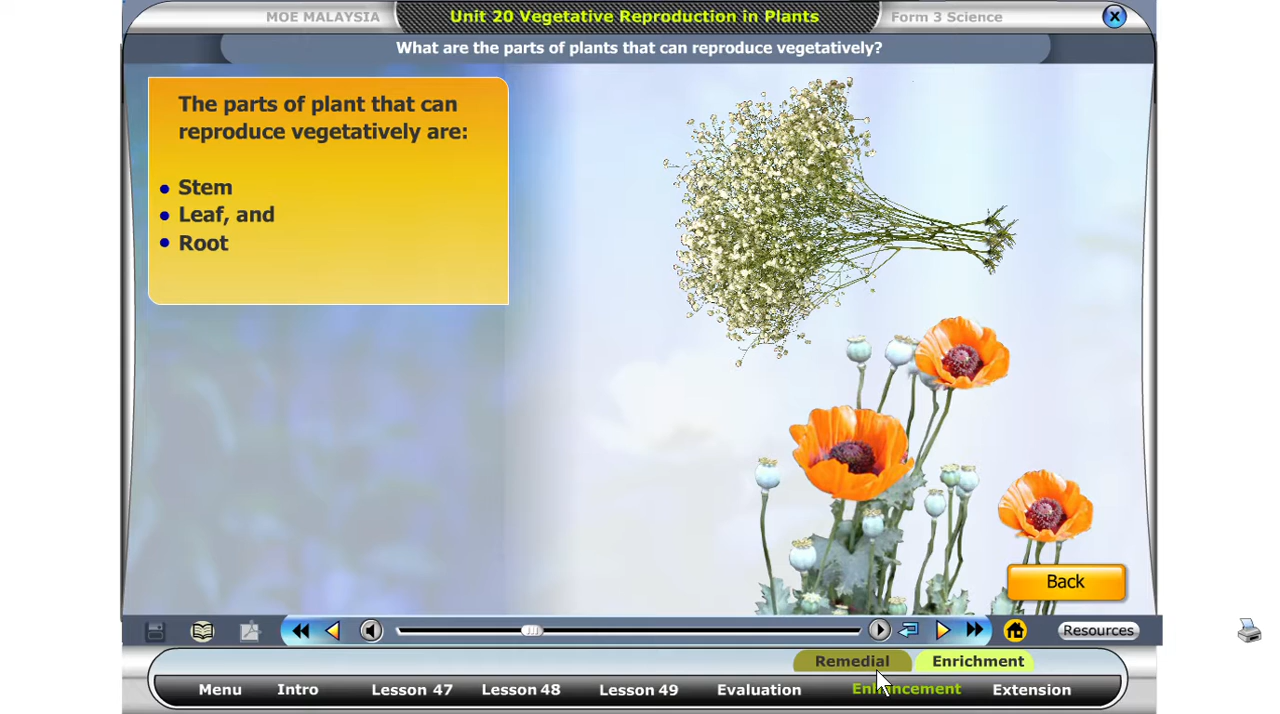 MOE MALAYSIA
Unit 20 Vegetative Reproduction in Plants
Form 3 Science
What are the parts of plants that can reproduce vegetatively?
The parts of plant that can
reproduce vegetatively are:
Stem
Leaf, and
Root
Back
Resources
Remedial
Enrichment
Menu
Intro
Lesson 47
Lesson 48
Lesson 49
Evaluation
Enhancement
Extension